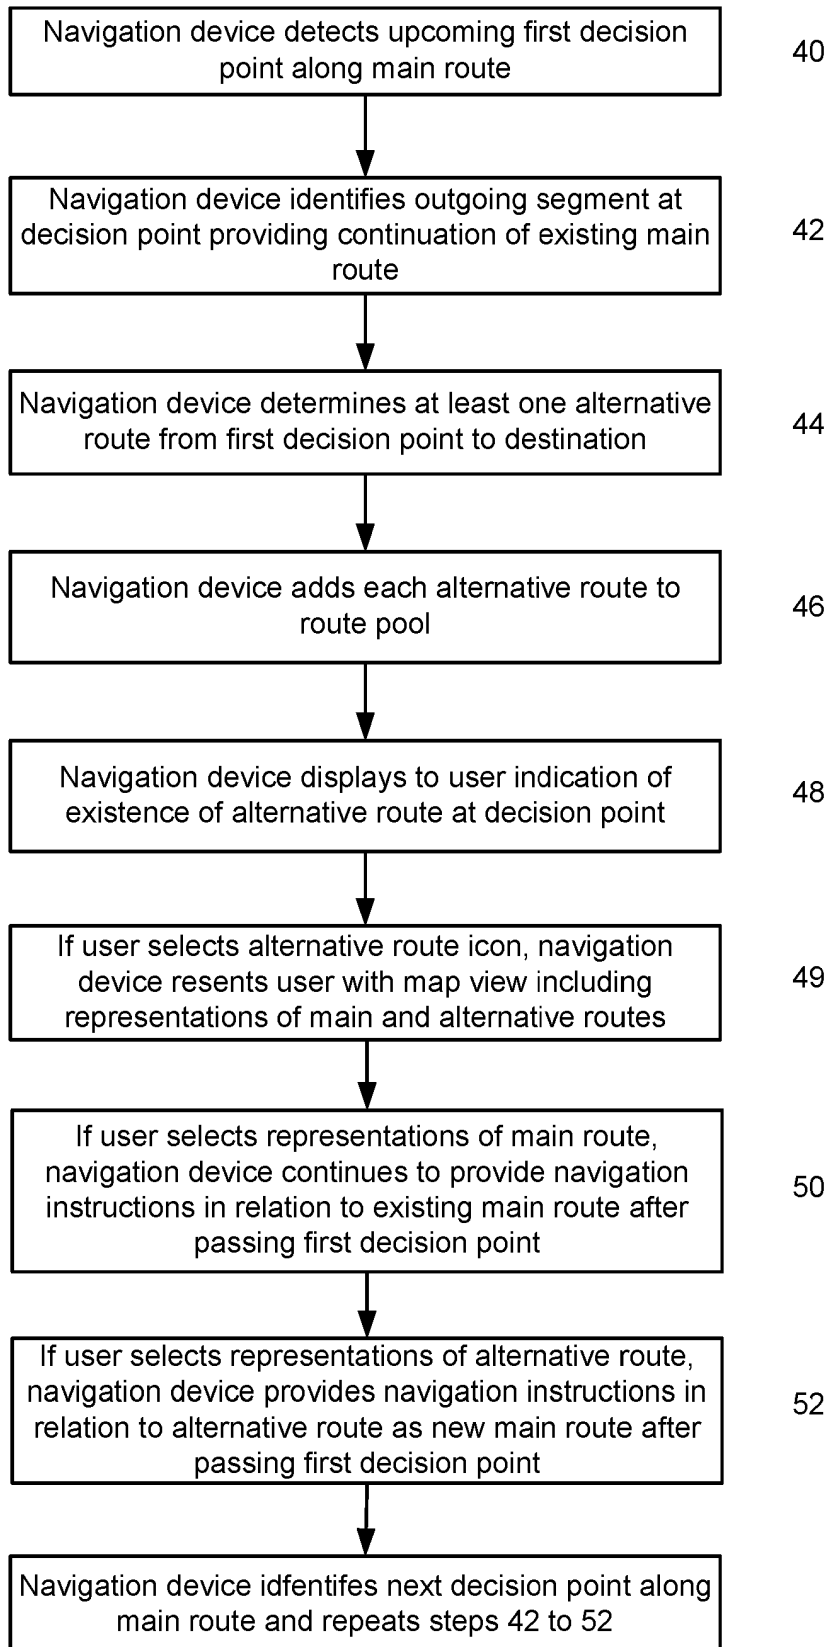 Navigation device detects upcoming first decision
point along main route
40
Navigation device identifies outgoing segment at
decision point providing continuation of existing main
route
42
Navigation device determines at least one alternative
route from first decision point to destination
44
Navigation device adds each alternative route to
route pool
46
Navigation device displays to user indication of
existence of alternative route at decision point
48
If user selects alternative route icon, navigation
device resents user with map view including
representations of main and alternative routes
49
If user selects representations of main route,
navigation device continues to provide navigation
instructions in relation to existing main route after
passing first decision point
50
If user selects representations of alternative route,
navigation device provides navigation instructions in
relation to alternative route as new main route after
passing first decision point
52
Navigation device idfentifes next decision point along
main route and repeats steps 42 to 52